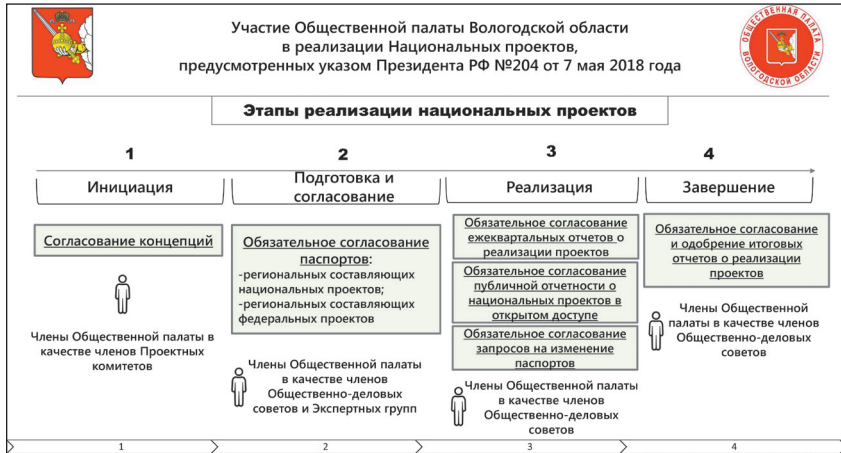 Участие Общественной палаты Вологодской области
в реализации Национальных проектов,
предусмотренных указом Президента РФ №204 от 7 мая 2018 года
ОБЩЕСТВЕННАЯ ПАЛАТА
ВОЛОГОДСКОЙ ОБЛАСТИ
Этапы реализации национальных проектов
1
2
3
4
Инициация
Подготовка и
согласование
Реализация
Завершение
Согласование концепций
Члены Общественной палаты в
качестве членов Проектных
комитетов
Обязательное согласование
паспортов:
-региональных составляющих
национальных проектов;
-региональных составляющих
федеральных проектов
Члены Общественной палаты
в качестве членов
Общественно-деловых
советов и Экспертных групп
Обязательное согласование
ежеквартальных отчетов о
реализации проектов
Обязательное согласование
публичной отчетности о
национальных проектов в
открытом доступе
Обязательное согласование
запросов на изменение
паспортов
Члены Общественной палаты
в качестве членов
Общественно-деловых
советов
Обязательное согласование
и одобрение итоговых
отчетов о реализации
проектов
Члены Общественной
палаты в качестве членов
Общественно-деловых
советов
1
2
3
4